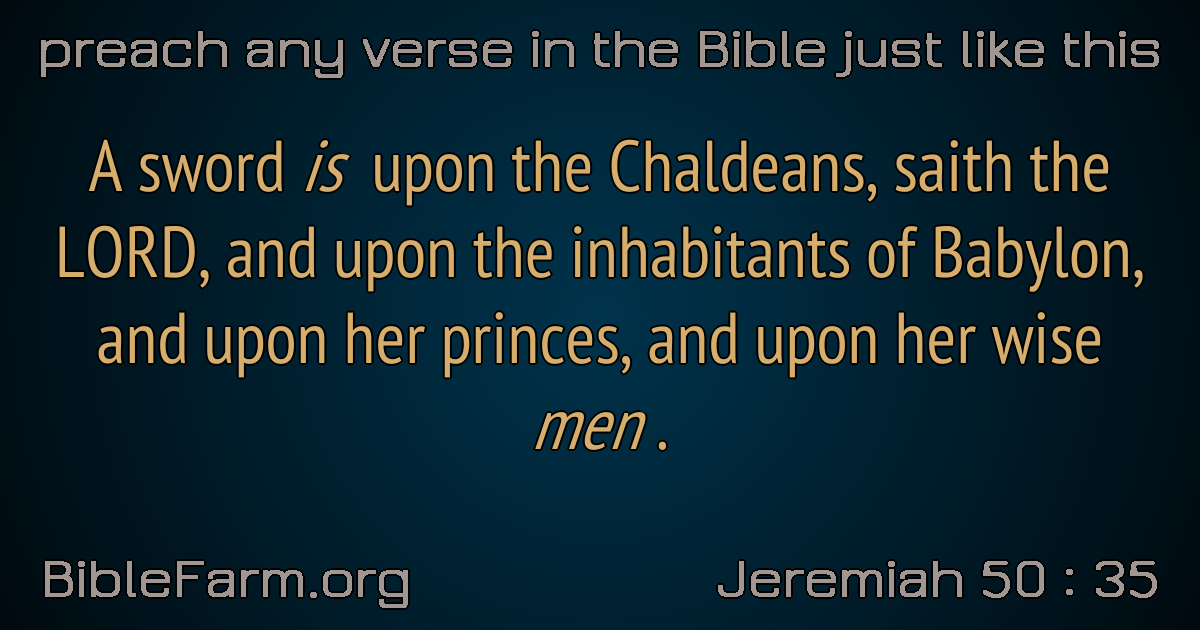 preach any verse in the Bible just like this
A sword is upon the Chaldeans, saith the
LORD, and upon the inhabitants of Babylon,
and upon her princes, and upon her wise
men .
BibleFarm.org
Jeremiah 50 : 35